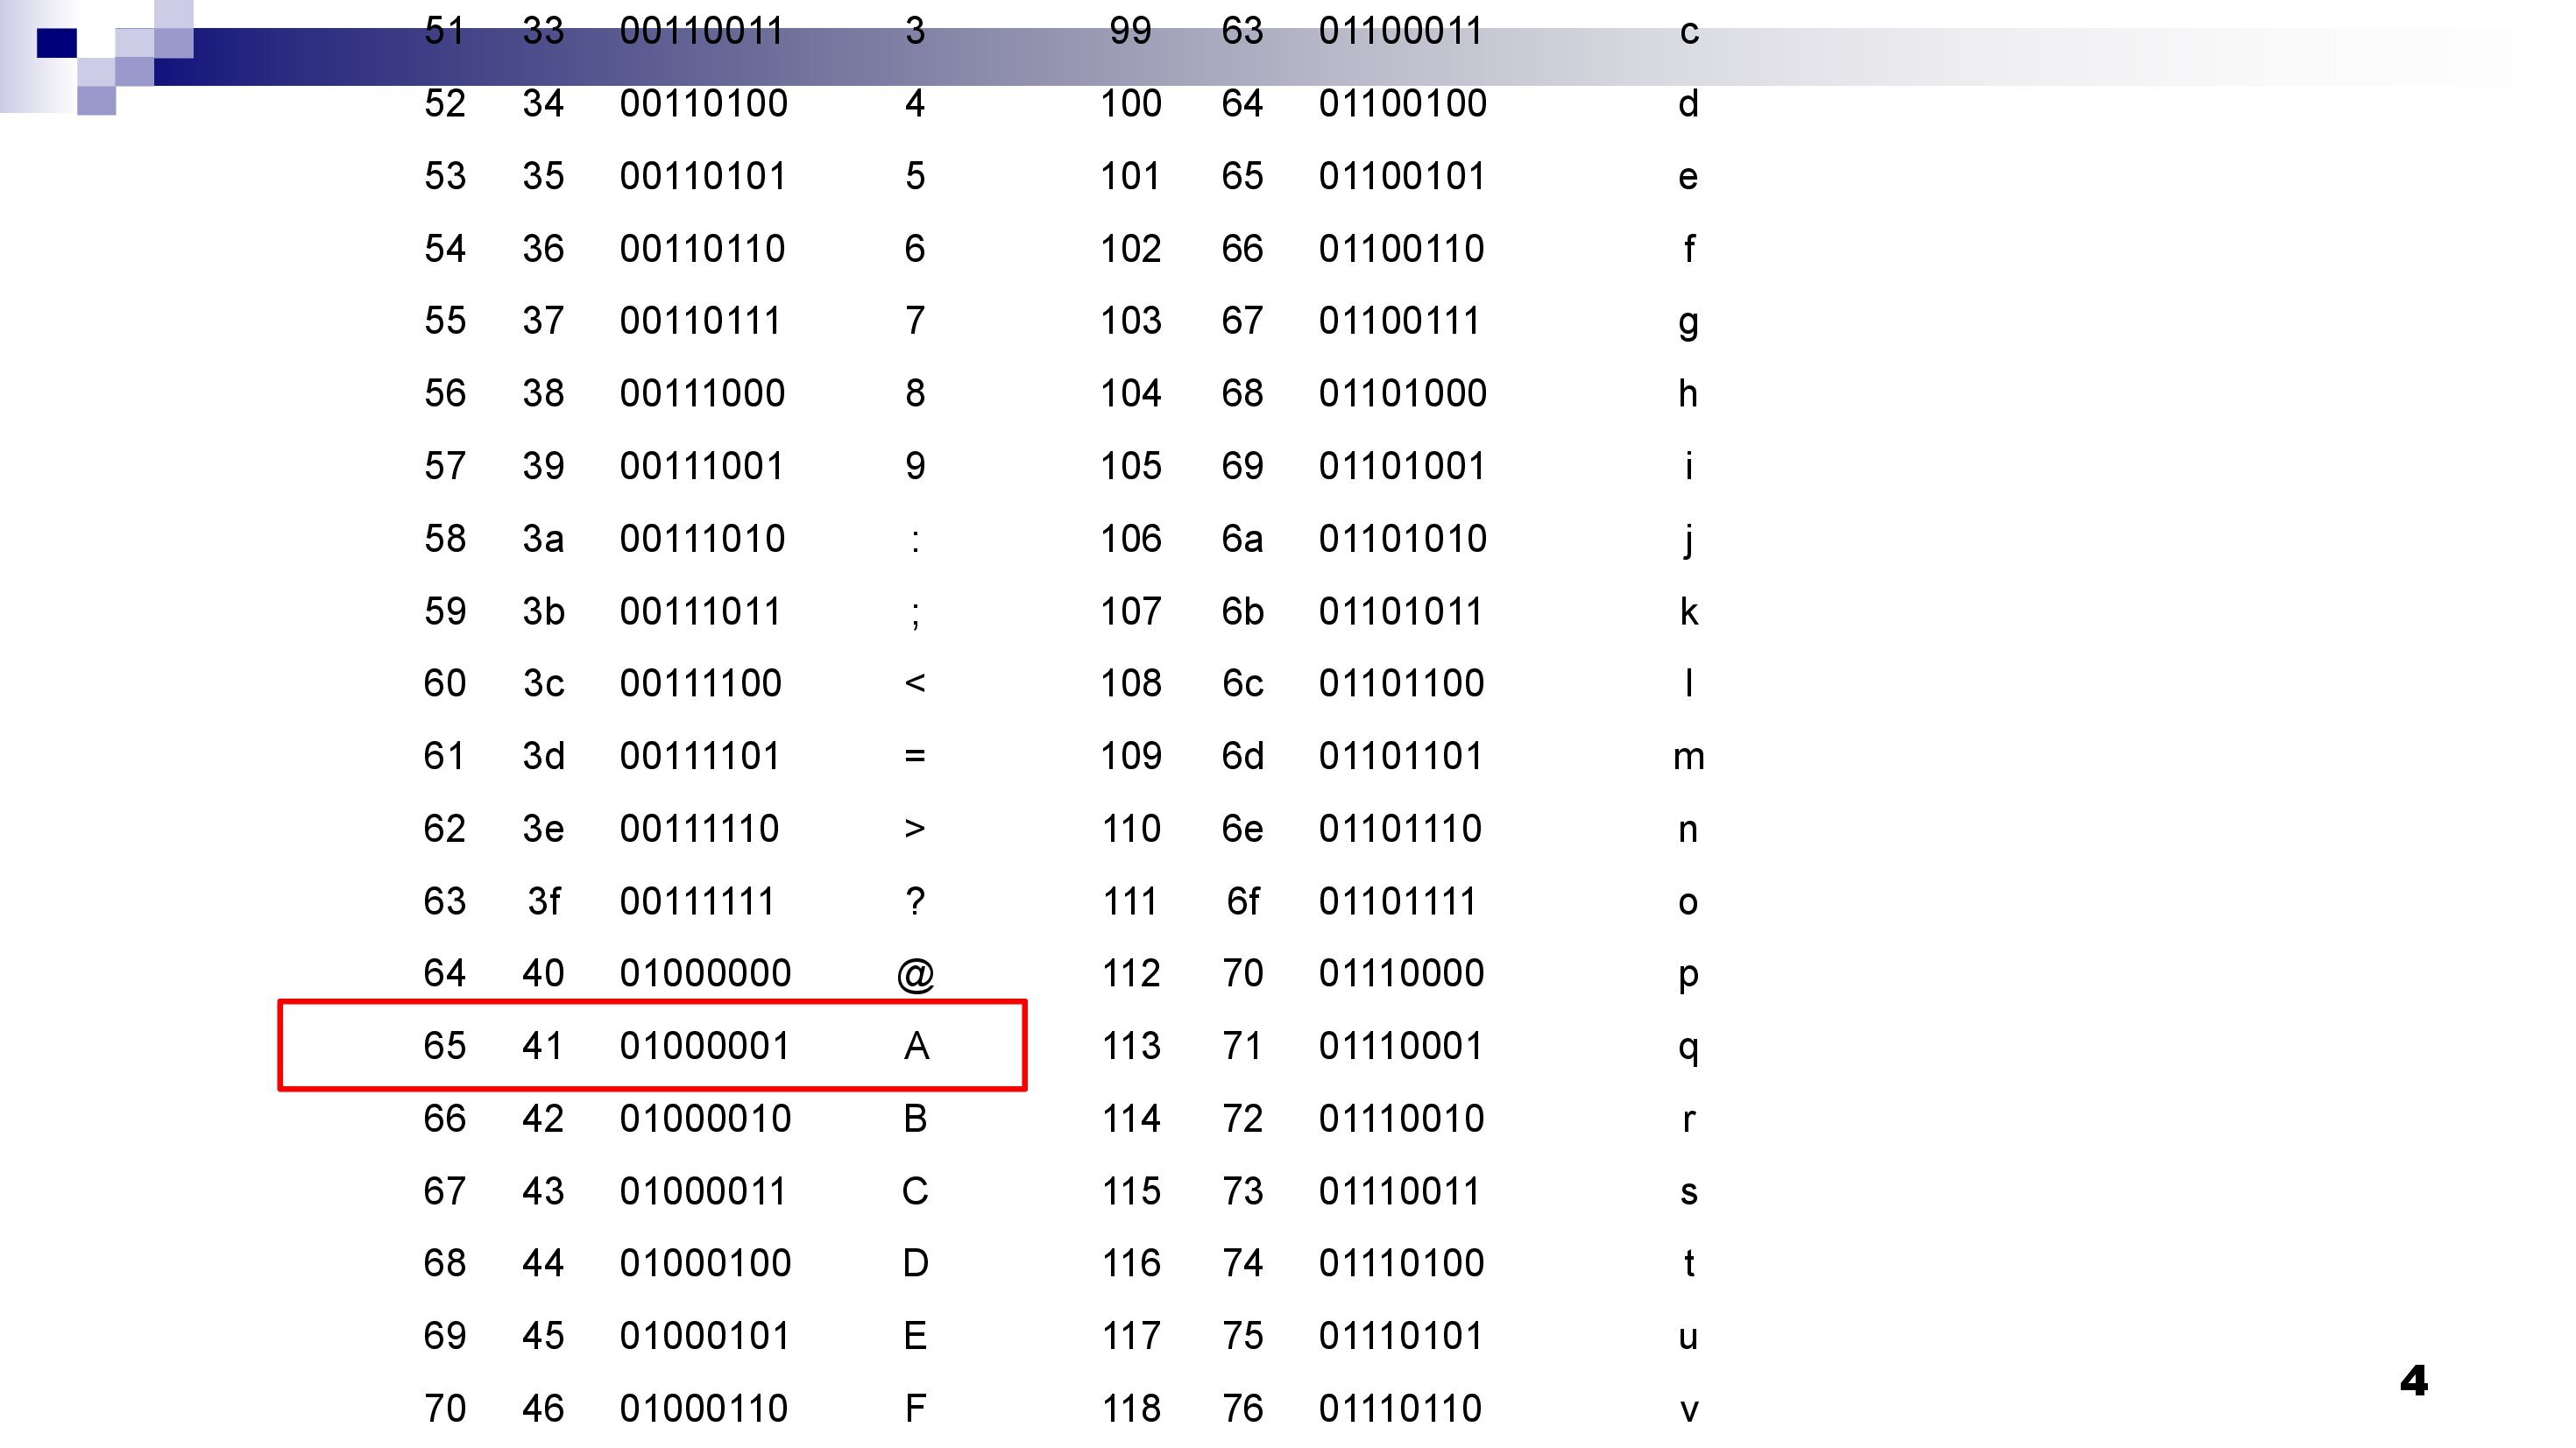 51 33 00110011 3 99 63 01100011 c
52 34 00110100 4 100 64 01100100 d
53 35 00110101 5 101 65 01100101 e
54 36 00110110 6 102 66 01100110 f
55 37 00110111 7 103 67 01100111 g
56 38 00111000 8 104 68 01101000 h
57 39 00111001 9 105 69 01101001 i
58 3a 00111010 : 106 6a 01101010 j
59 3b 00111011 ; 107 6b 01101011 k
60 3c 00111100 < 108 6c 01101100 l
61 3d 00111101 = 109 6d 01101101 m
62 3e 00111110 > 110 6e 01101110 n
63 3f 00111111 ? 111 6f 01101111 o
64 40 01000000 @ 112 70 01110000 p
65 41 01000001 A 113 71 01110001 q
66 42 01000010 B 114 72 01110010 r
67 43 01000011 C 115 73 01110011 s
68 44 01000100 D 116 74 01110100 t
69 45 01000101 E 117 75 01110101 u
70 46 01000110 F 118 76 01110110 v
4